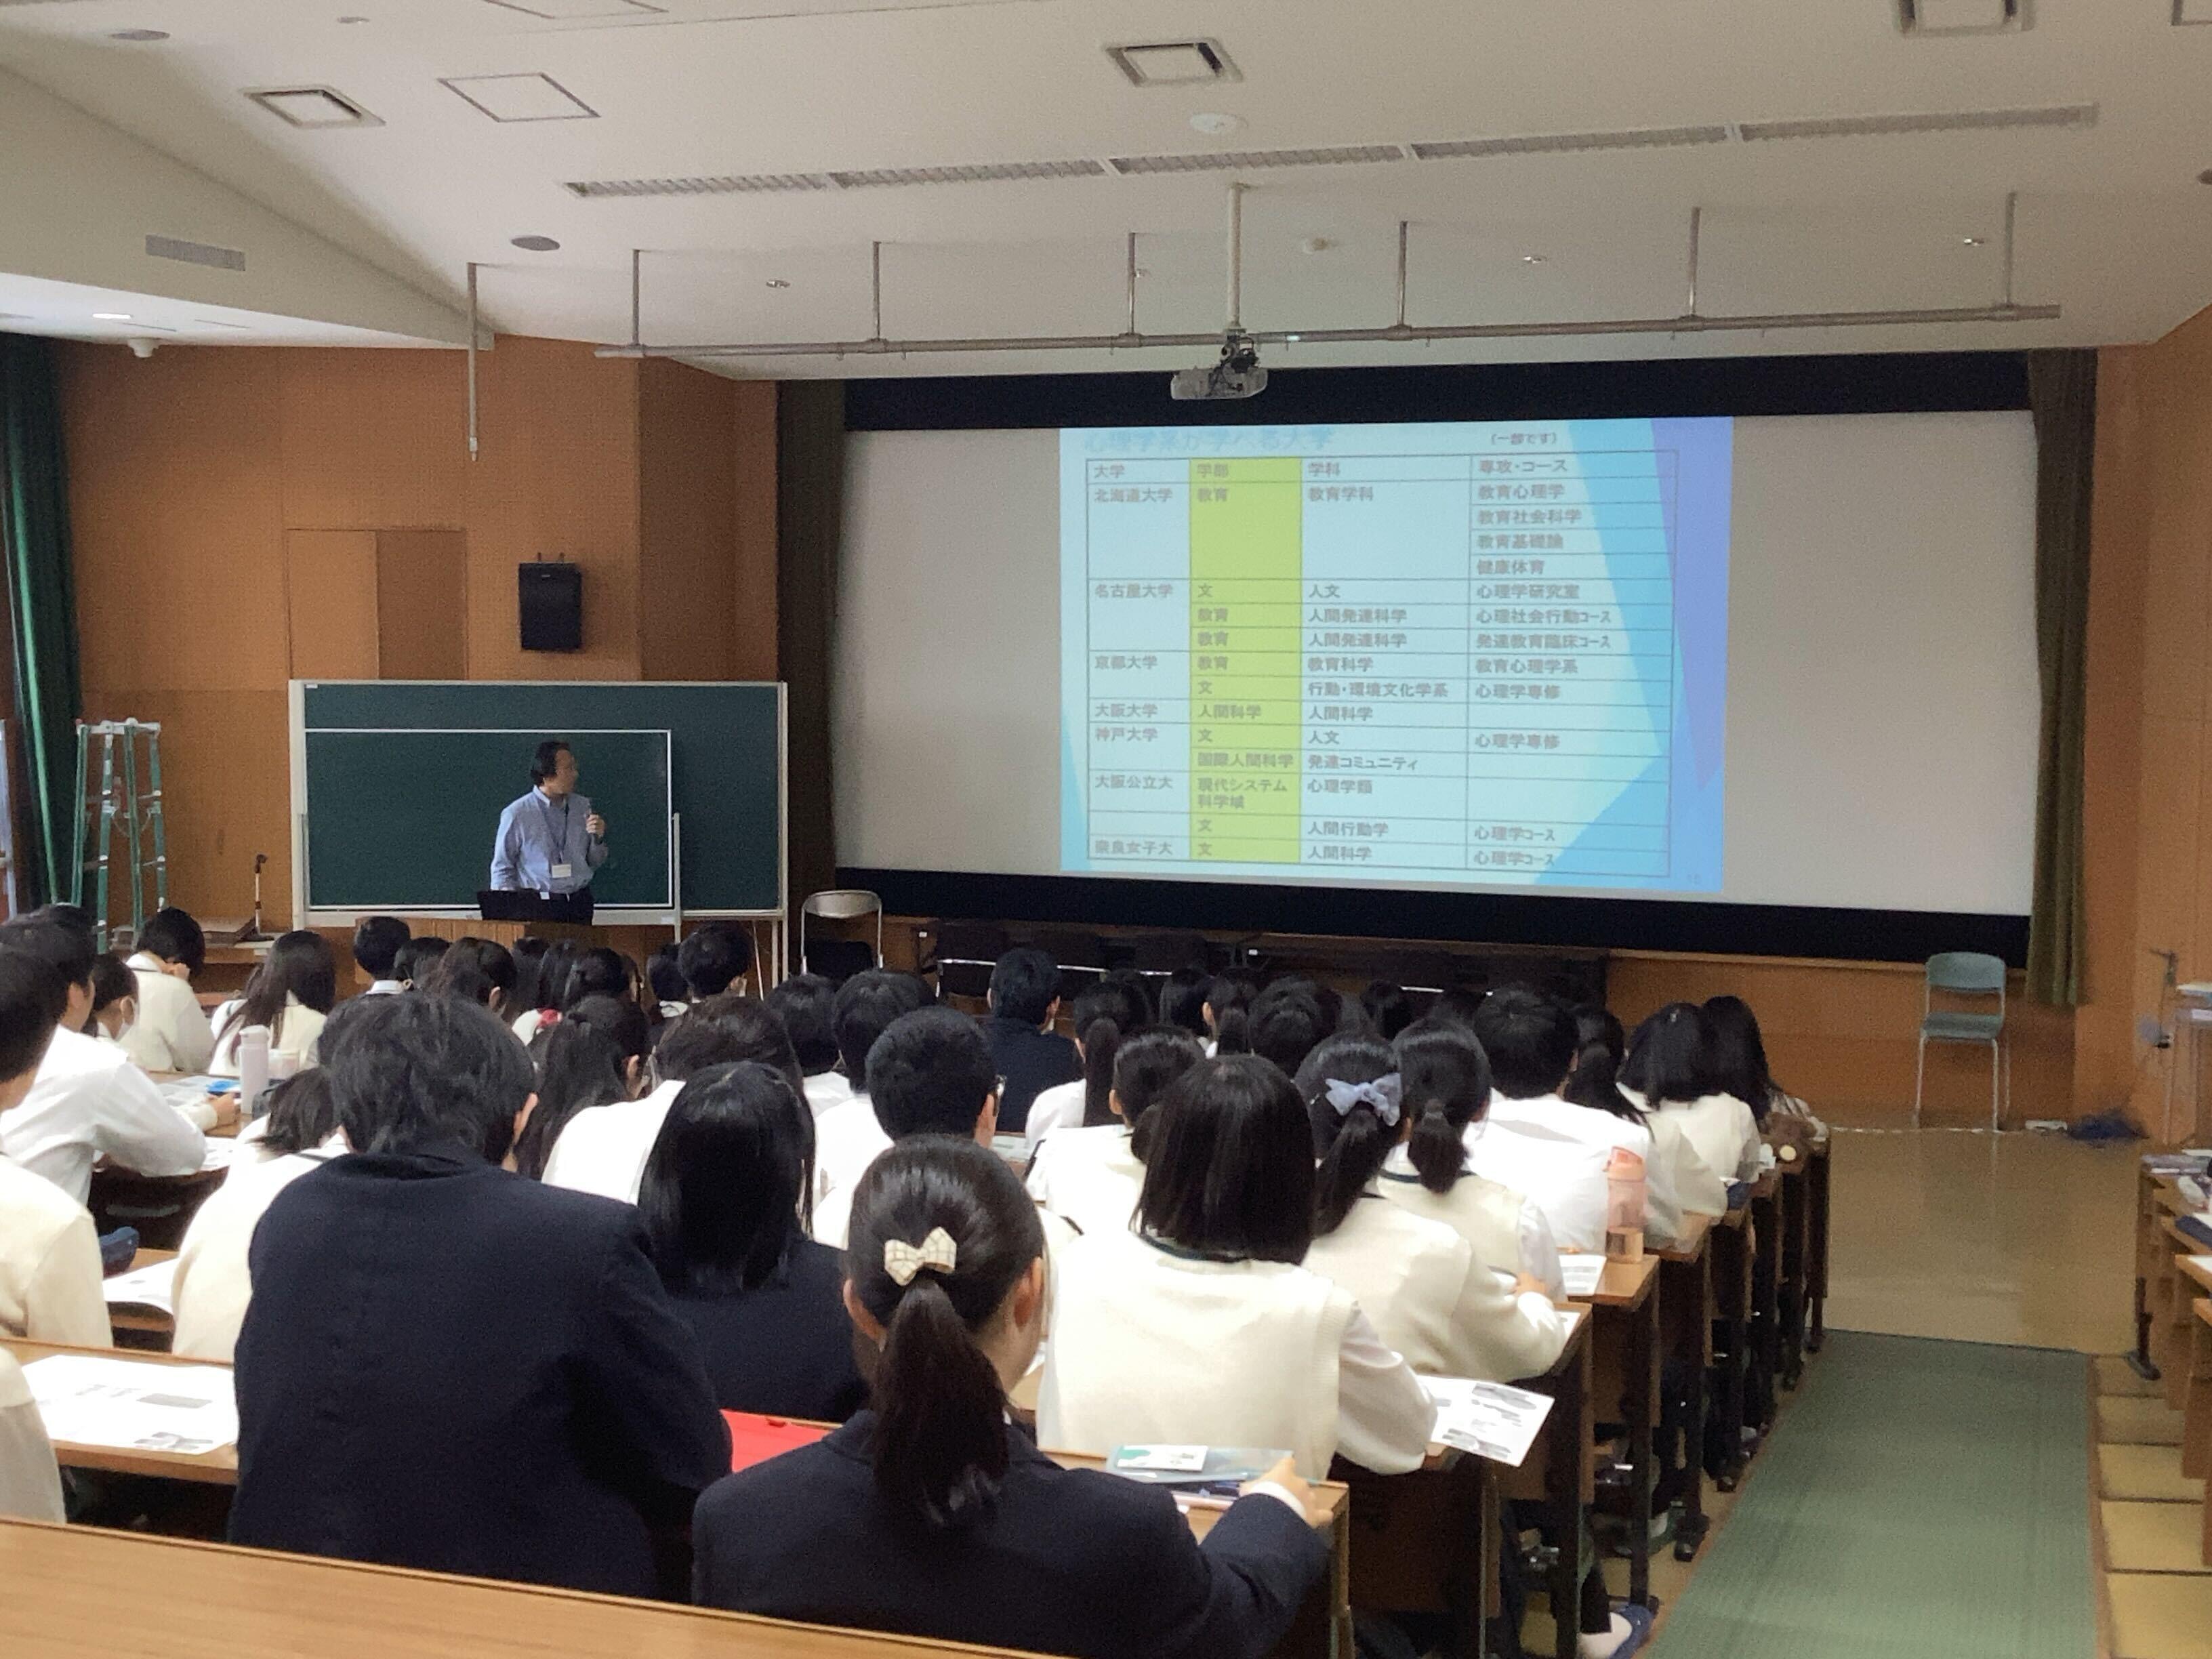 心理学系が学べる大学 (一部です)
大学 学部 学科 専攻・コース
北海道大学 教育 教育学科 教育心理学
教育社会科学
教育基礎論
健康体育
名古屋大学 文 人文 心理学研究室
教育 人間発達科学 心理社会行動コース
教育 人間発達科学 発達教育臨床コース
京都大学 教育 教育科学 教育心理学系
文 行動・環境文化学系 心理学専修
大阪大学 人間科学 人間科学
神戸大学 文 人文 心理学専修
国際人間科学 発達コミュニティ
大阪公立大 現代システム 心理学類
科学域
文 人間行動学 心理学コース
奈良女子大 文 人間科学 心理学コース